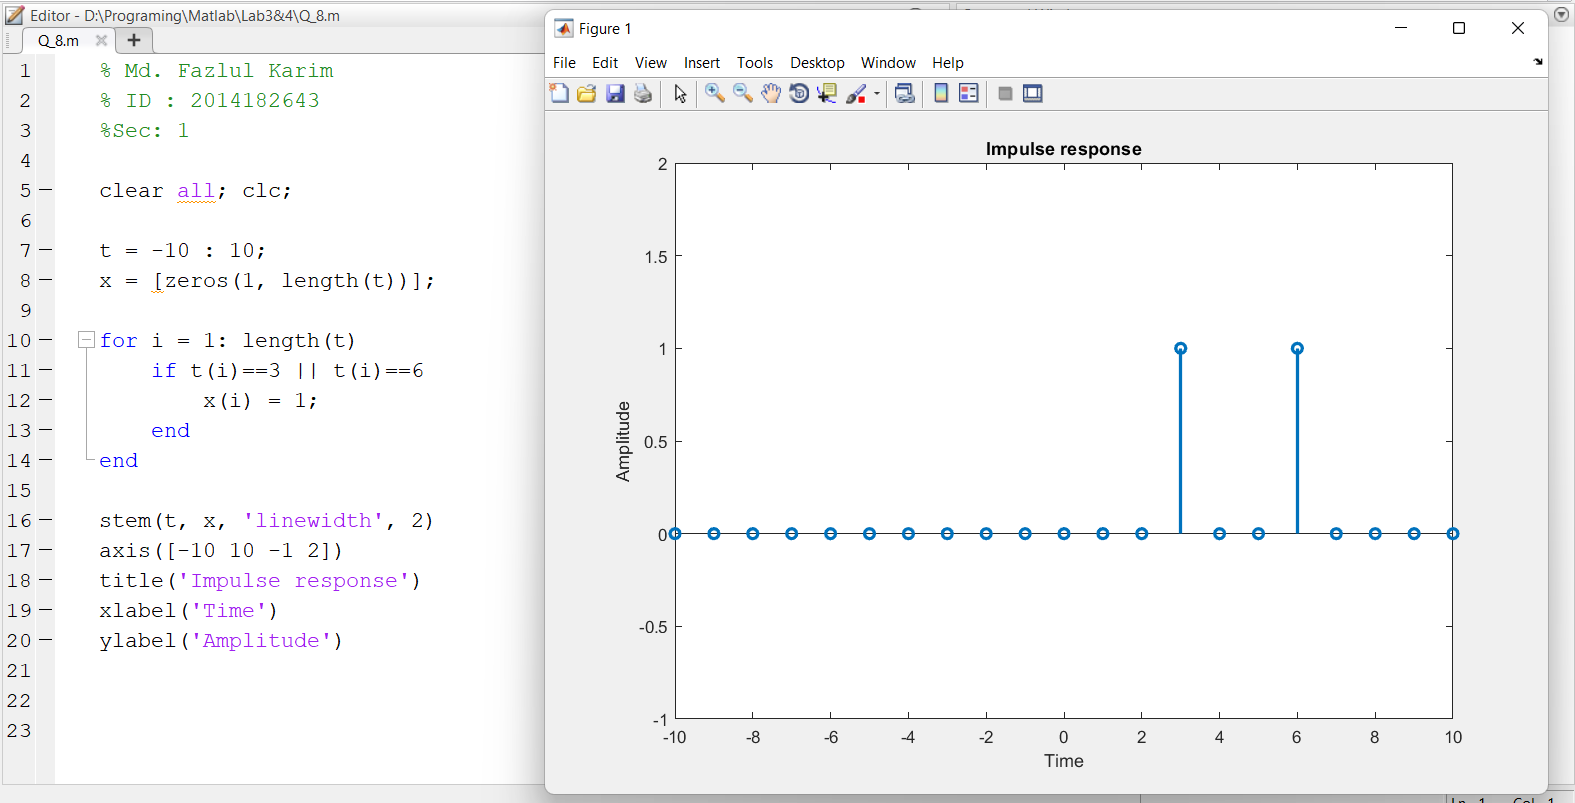 Editor - D:\Programing\Matlab\Lab3&4\Q_8.m
Q_8.m
1 % Md. Fazlul Karim
2 % ID : 2014182643
3 %Sec: 1
4
5 clear all; clc;
6
7 t = -10 : 10;
8 x = [zeros(1, length(t))];
9
10 for i = 1: length(t)
11 if t(i)==3 || t(i)==6
12 x(i) = 1;
13 end
14 end
15
16 stem(t, x, 'linewidth', 2)
17 axis([-10 10 -1 2])
18 title('Impulse response')
19 xlabel('Time')
20 ylabel('Amplitude')
21
22
23
Figure 1
File Edit View Insert Tools Desktop Window Help
Impulse response
2
1.5
1
0.5
0
-0.5
-1
Amplitude
-10 -8 -6 -4 -2 0 2 4 6 8 10
Time